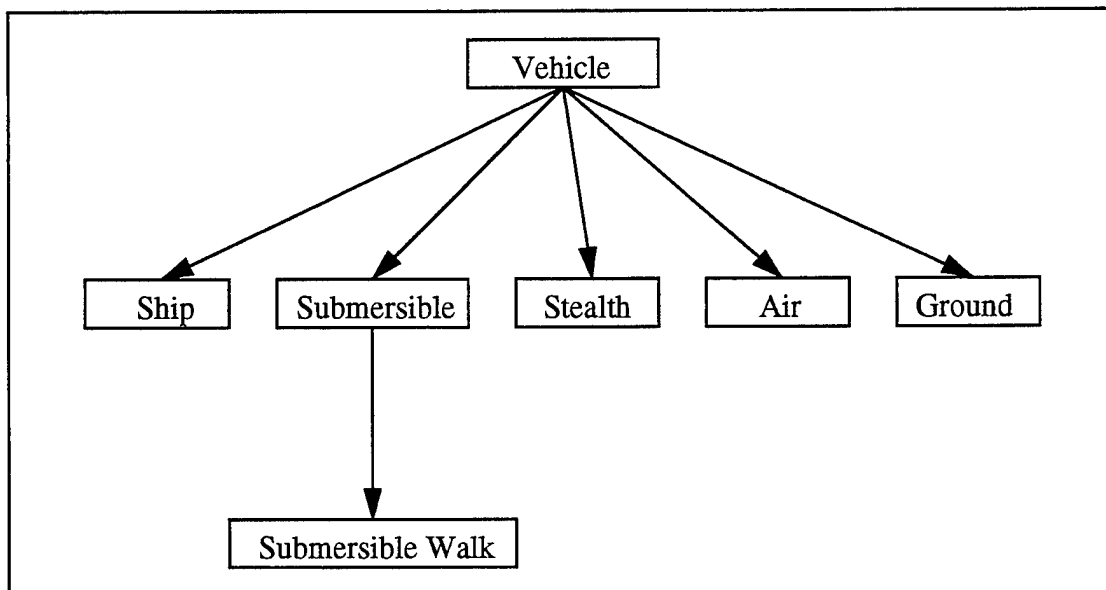 Vehicle
Ship
Submersible
Stealth
Air
Ground
Submersible Walk